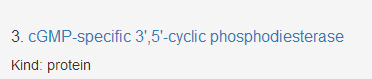 3. cGMP-specific 3',5'-cyclic phosphodiesterase
Kind: protein